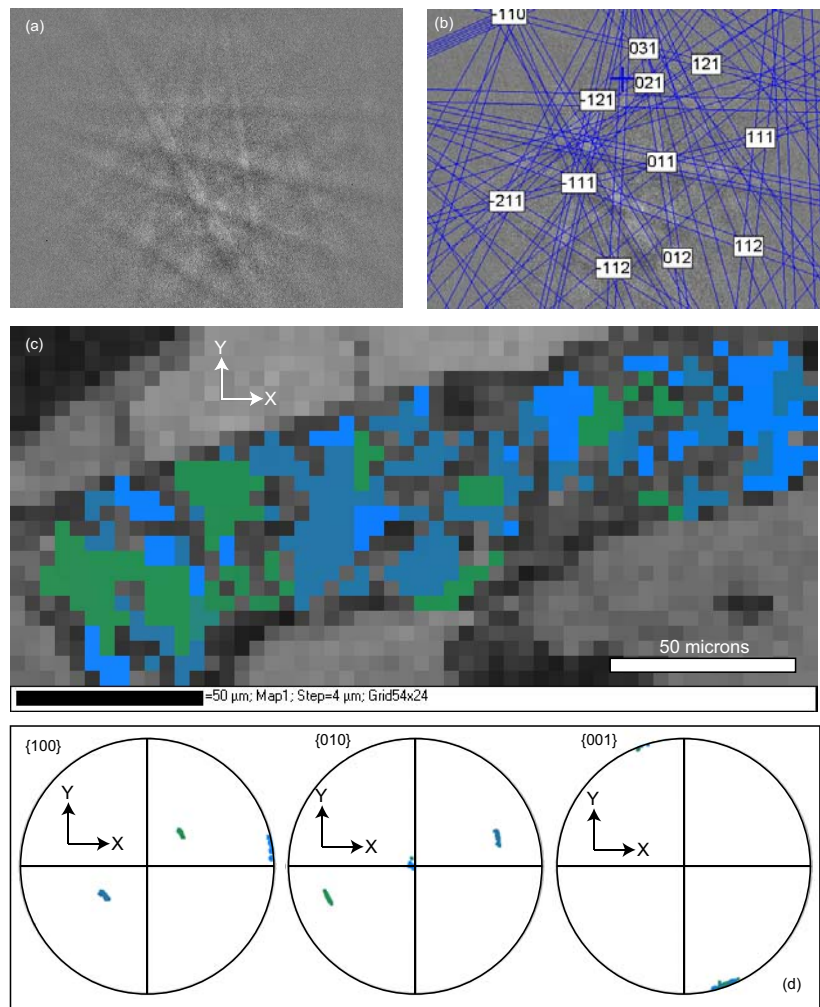 (a)
(b)
-110
031
121
021
-121
111
011
-111
-211
112
012
-112
(c)
Y
X
50 microns
=50 µm; Map1; Step=4 µm; Grid54x24
{100}
{010}
{001}
Y
Y
Y
X
X
X
(d)